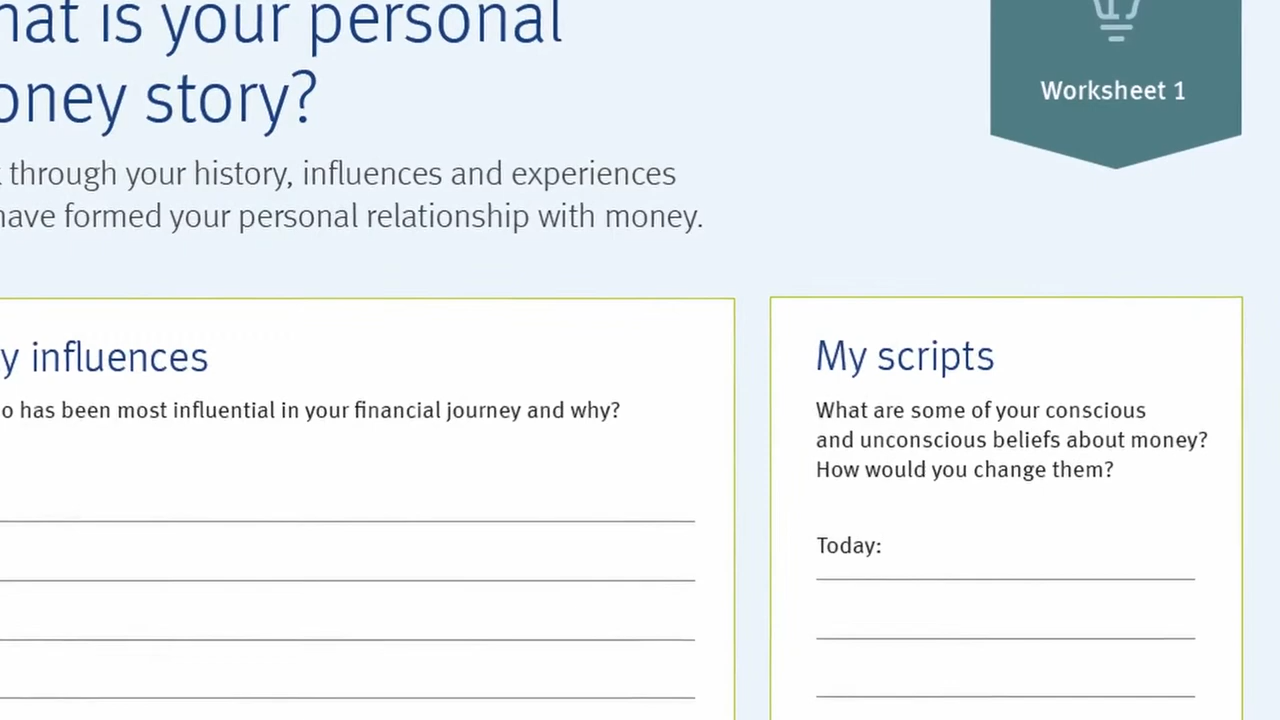 hat is your personal
oney story?
Worksheet 1
through your history, influences and experiences
have formed your personal relationship with money.
y influences
o has been most influential in your financial journey and why?
My scripts
What are some of your conscious
and unconscious beliefs about money?
How would you change them?
Today: